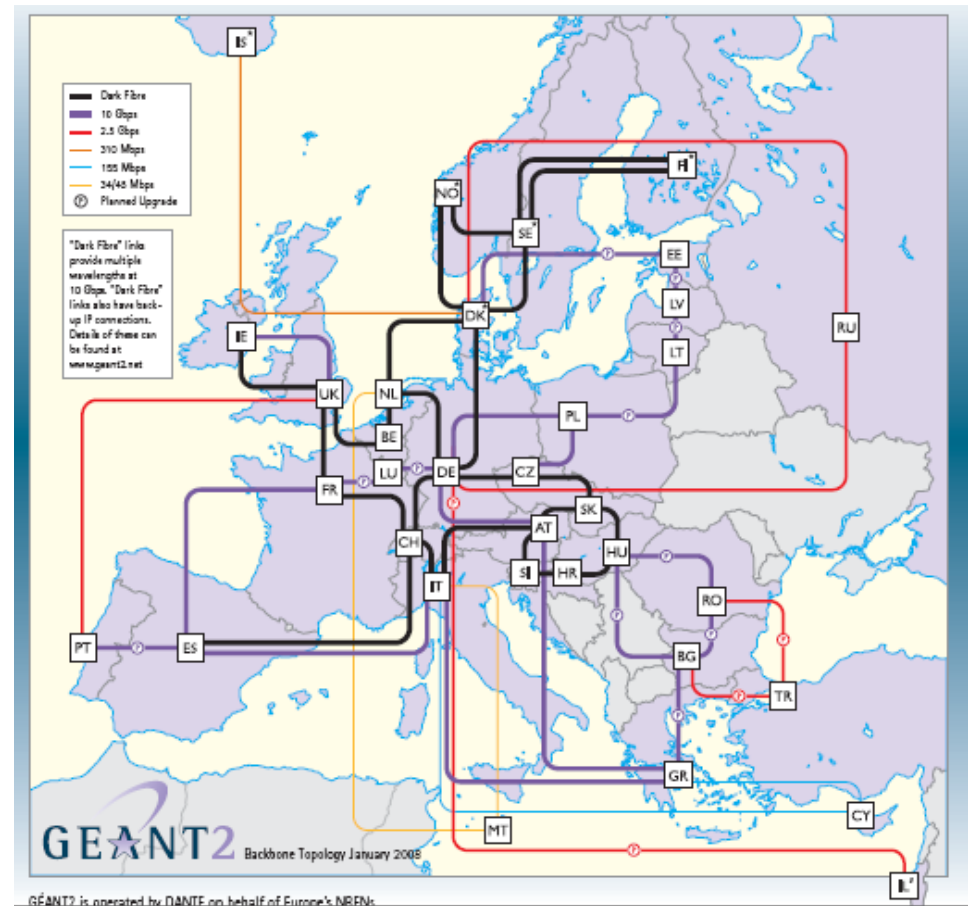 IS*
Dark Fibre
10 Gbps
2.5 Gbps
310 Mbps
155 Mbps
34/45 Mbps
P Planned Upgrade
"Dark Fibre" links
provide multiple
wavelengths at
10 Gbps. "Dark Fibre"
links also have back-
up IP connections.
Details of these can
be found at
www.geant2.net
FI*
NO*
SE*
P
EE
P
LV
DK*
RU
P
IE
LT
UK
NL
PL
P
BE
LU
P
P
DE
CZ
FR
P
SK
AT
CH
HU
P
SI
HR
IT
RO
P
P
P
PT
P
ES
BG
P
TR
P
GR
CY
MT
P
IL*
GEANT2
Backbone Topology January 2008
GÉANT2 is operated by DANTE on behalf of Europe's NRENs